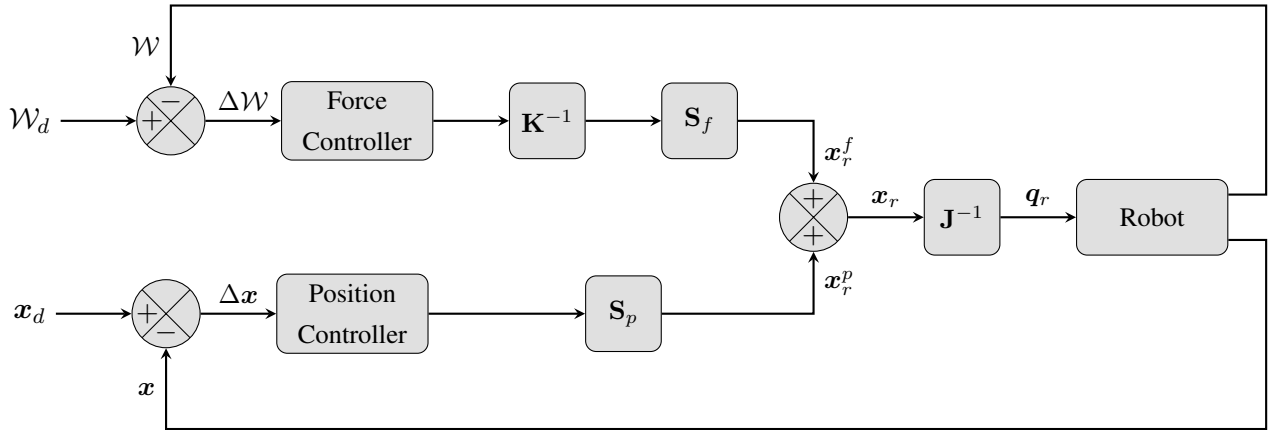 𝒲
𝒲_d
+
−
Δ𝒲
Force
Controller
K⁻¹
S_f
x_r^f
+
+
x_r
J⁻¹
q_r
Robot
x_d
+
−
Δx
Position
Controller
S_p
x_r^p
x